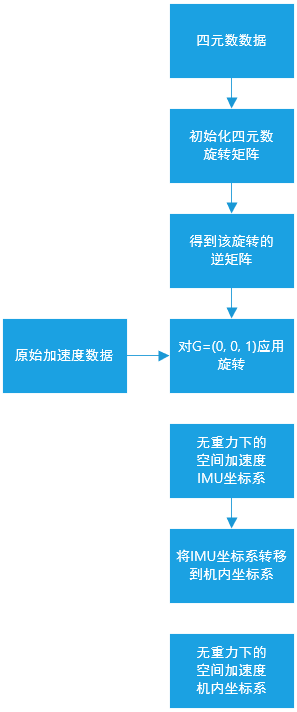 四元数数据
初始化四元数
旋转矩阵
得到该旋转的
逆矩阵
原始加速度数据
对G=(0, 0, 1)应用
旋转
无重力下的
空间加速度
IMU坐标系
将IMU坐标系转移
到机内坐标系
无重力下的
空间加速度
机内坐标系